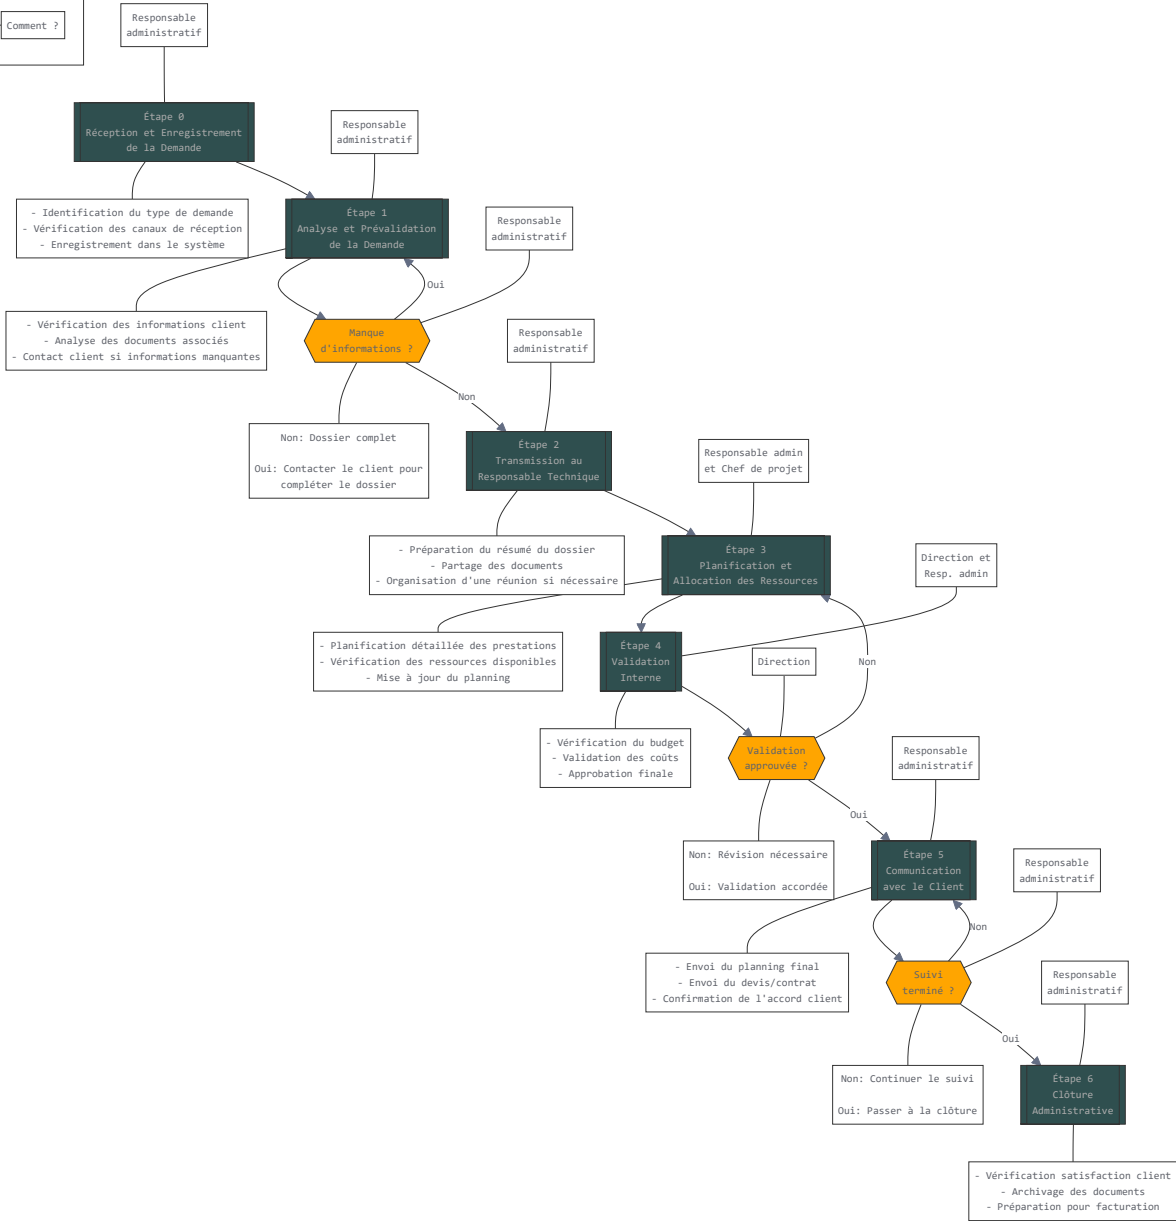 Comment ?
Responsable
administratif
Étape 0
Réception et Enregistrement
de la Demande
Responsable
administratif
- Identification du type de demande
- Vérification des canaux de réception
- Enregistrement dans le système
Étape 1
Analyse et Prévalidation
de la Demande
Responsable
administratif
Oui
- Vérification des informations client
- Analyse des documents associés
- Contact client si informations manquantes
Manque
d'informations ?
Responsable
administratif
Non
Non: Dossier complet
Oui: Contacter le client pour
compléter le dossier
Étape 2
Transmission au
Responsable Technique
Responsable admin
et Chef de projet
- Préparation du résumé du dossier
- Partage des documents
- Organisation d'une réunion si nécessaire
Étape 3
Planification et
Allocation des Ressources
Direction et
Resp. admin
- Planification détaillée des prestations
- Vérification des ressources disponibles
- Mise à jour du planning
Étape 4
Validation
Interne
Direction
Non
- Vérification du budget
- Validation des coûts
- Approbation finale
Validation
approuvée ?
Responsable
administratif
Oui
Non: Révision nécessaire
Oui: Validation accordée
Étape 5
Communication
avec le Client
Responsable
administratif
Non
- Envoi du planning final
- Envoi du devis/contrat
- Confirmation de l'accord client
Suivi
terminé ?
Responsable
administratif
Oui
Non: Continuer le suivi
Oui: Passer à la clôture
Étape 6
Clôture
Administrative
- Vérification satisfaction client
- Archivage des documents
- Préparation pour facturation